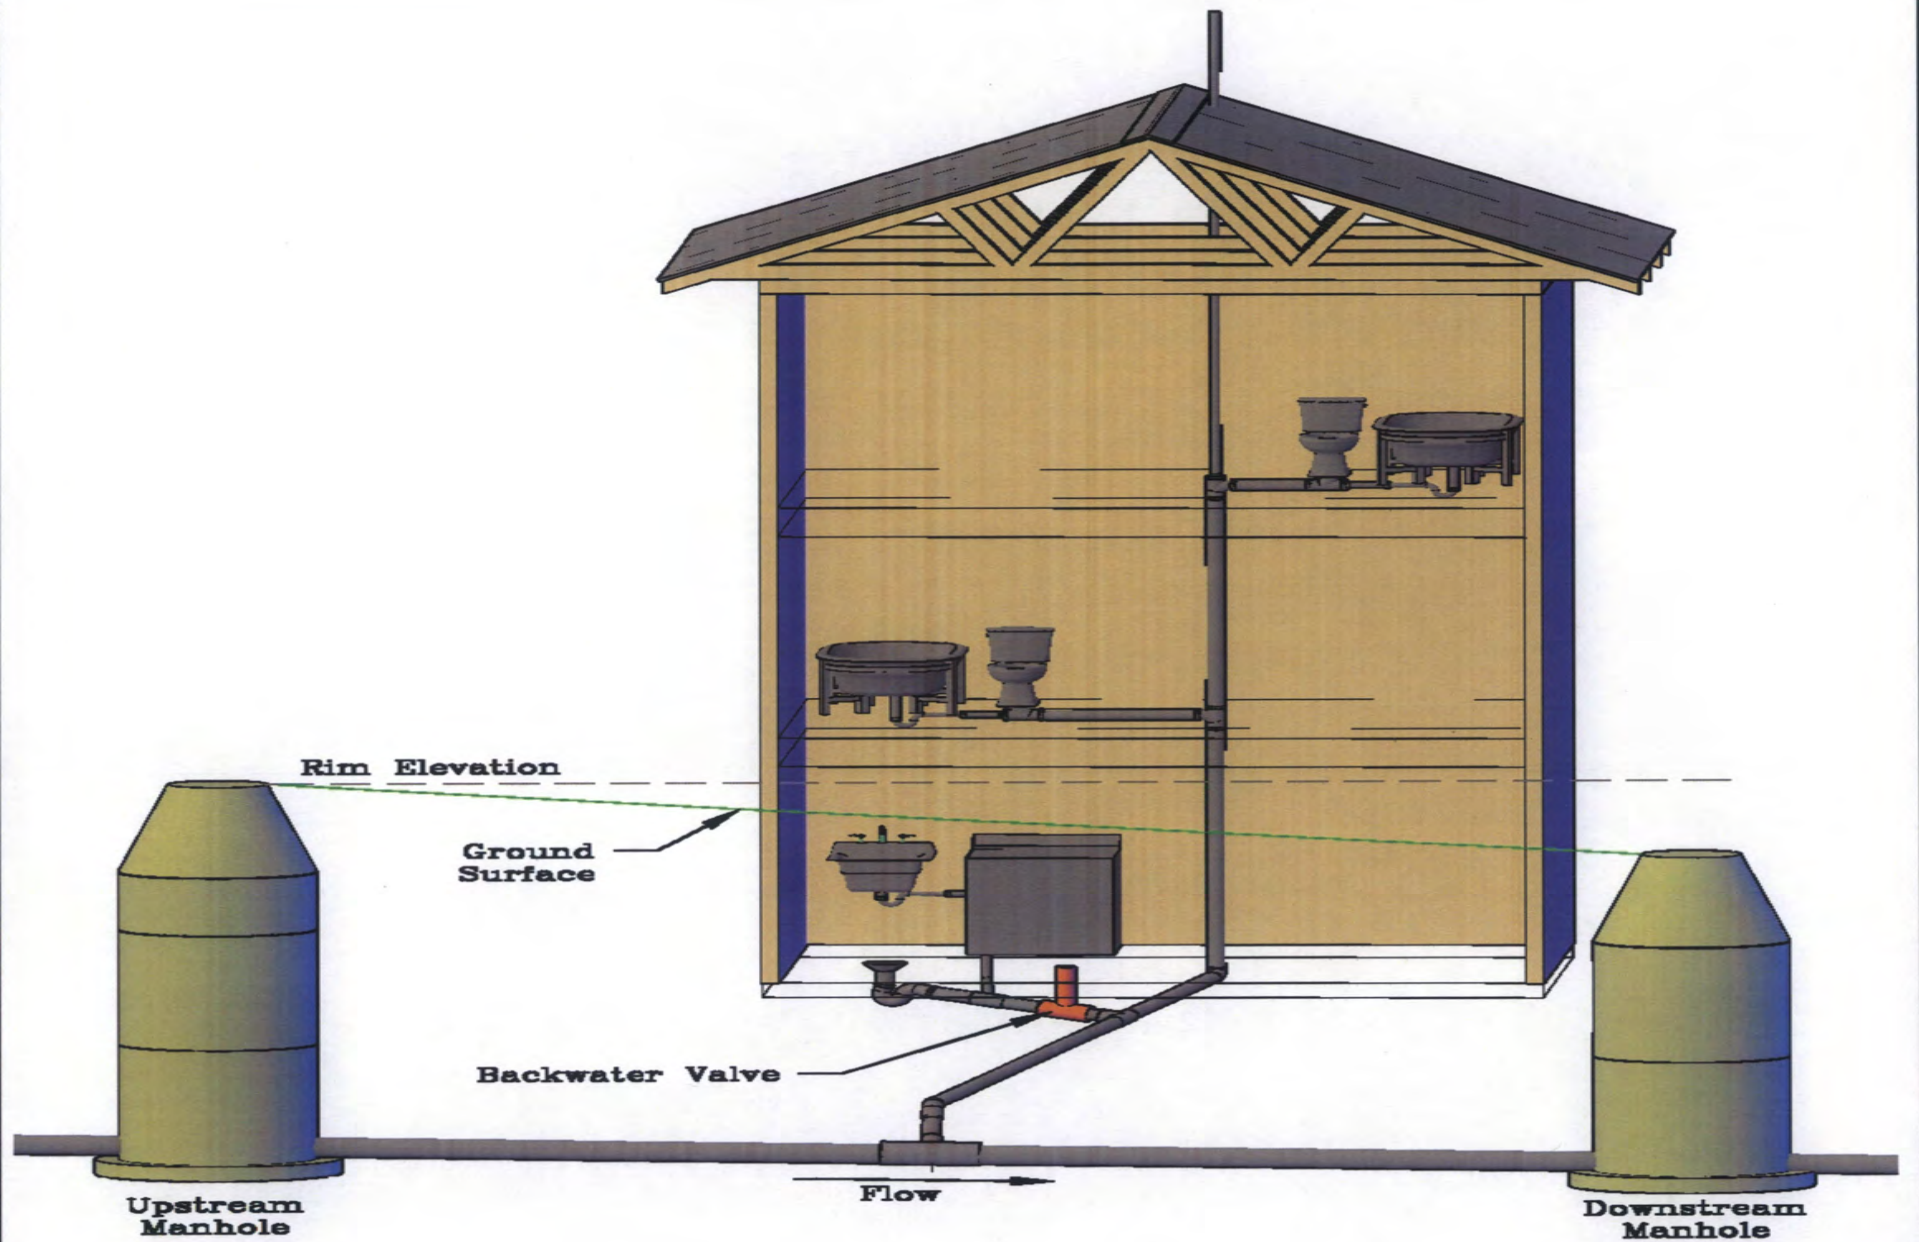 Rim Elevation
Ground
Surface
Backwater Valve
Flow
Upstream
Manhole
Downstream
Manhole